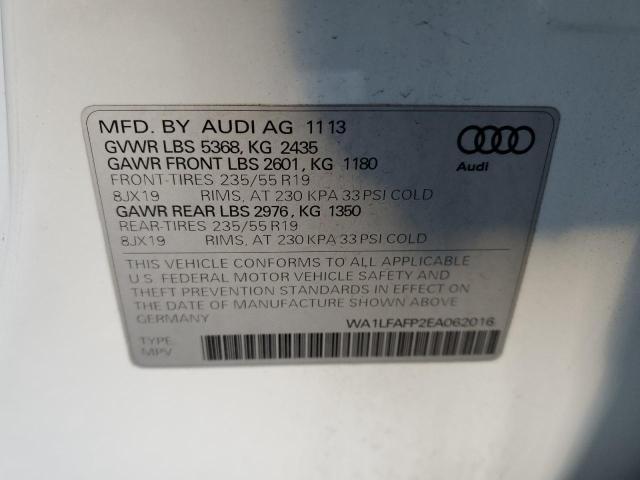 MFD. BY AUDI AG 11 13
GVWR LBS 5368, KG 2435
GAWR FRONT LBS 2601, KG 1180
FRONT-TIRES 235/55 R19
8JX19 RIMS, AT 230 KPA 33 PSI COLD
GAWR REAR LBS 2976, KG 1350
REAR-TIRES 235/55 R19
8JX19 RIMS, AT 230 KPA 33 PSI COLD
THIS VEHICLE CONFORMS TO ALL APPLICABLE
U.S. FEDERAL MOTOR VEHICLE SAFETY AND
THEFT PREVENTION STANDARDS IN EFFECT ON
THE DATE OF MANUFACTURE SHOWN ABOVE.
GERMANY WA1LFAFP2EA062016
TYPE:
MPV
Audi